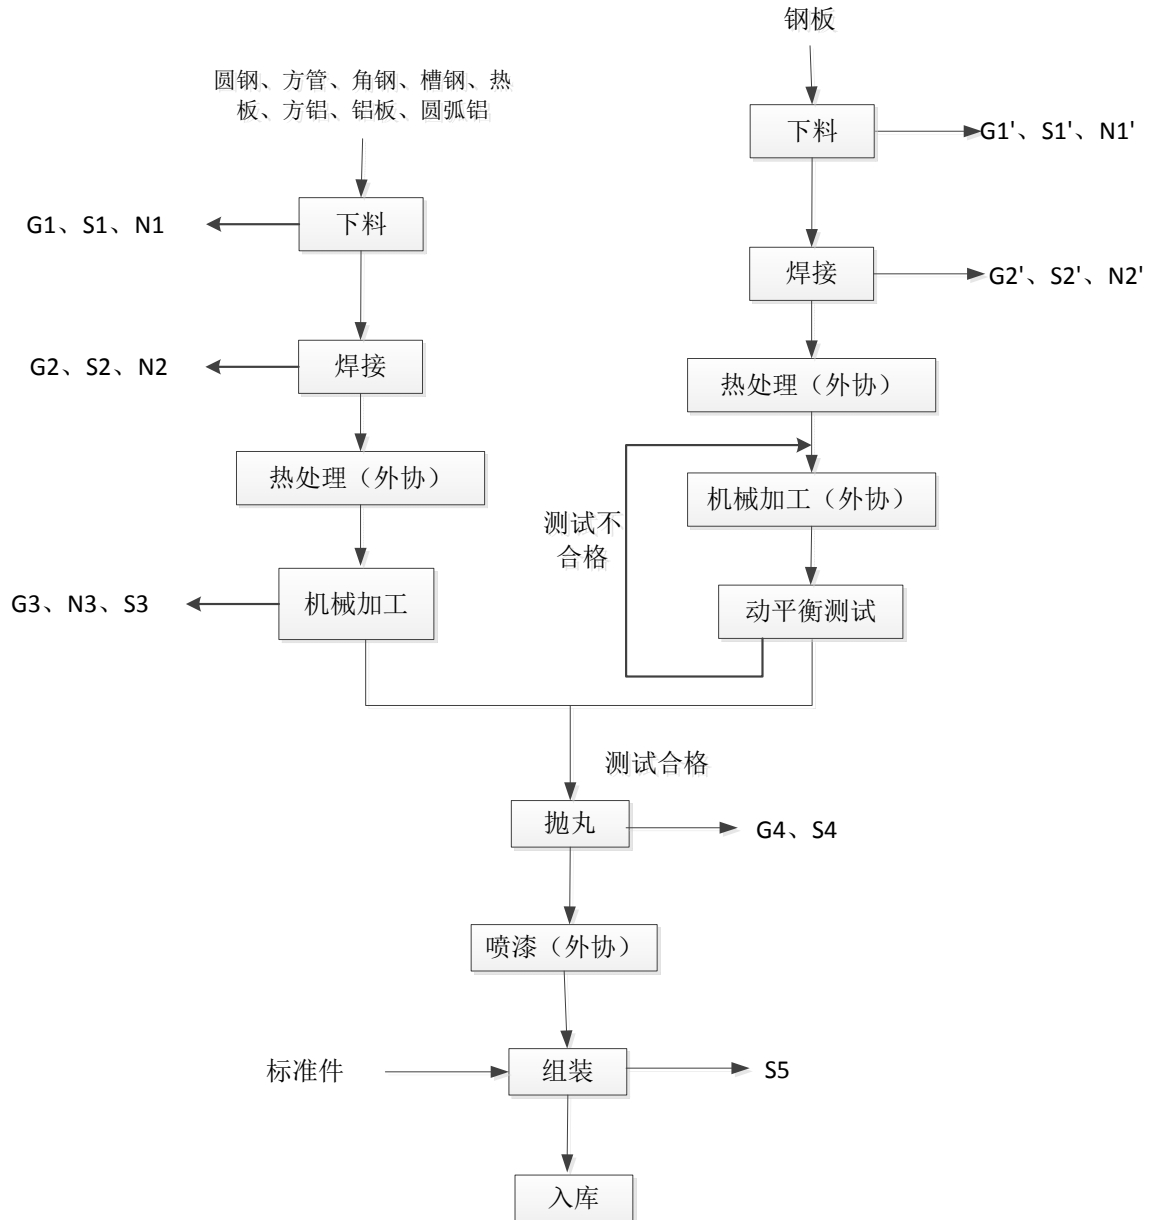 钢板
圆钢、方管、角钢、槽钢、热
板、方铝、铝板、圆弧铝
下料
G1'、S1'、N1'
G1、S1、N1
下料
焊接
G2'、S2'、N2'
G2、S2、N2
焊接
热处理（外协）
热处理（外协）
机械加工（外协）
测试不
合格
G3、N3、S3
机械加工
动平衡测试
测试合格
抛丸
G4、S4
喷漆（外协）
标准件
组装
S5
入库